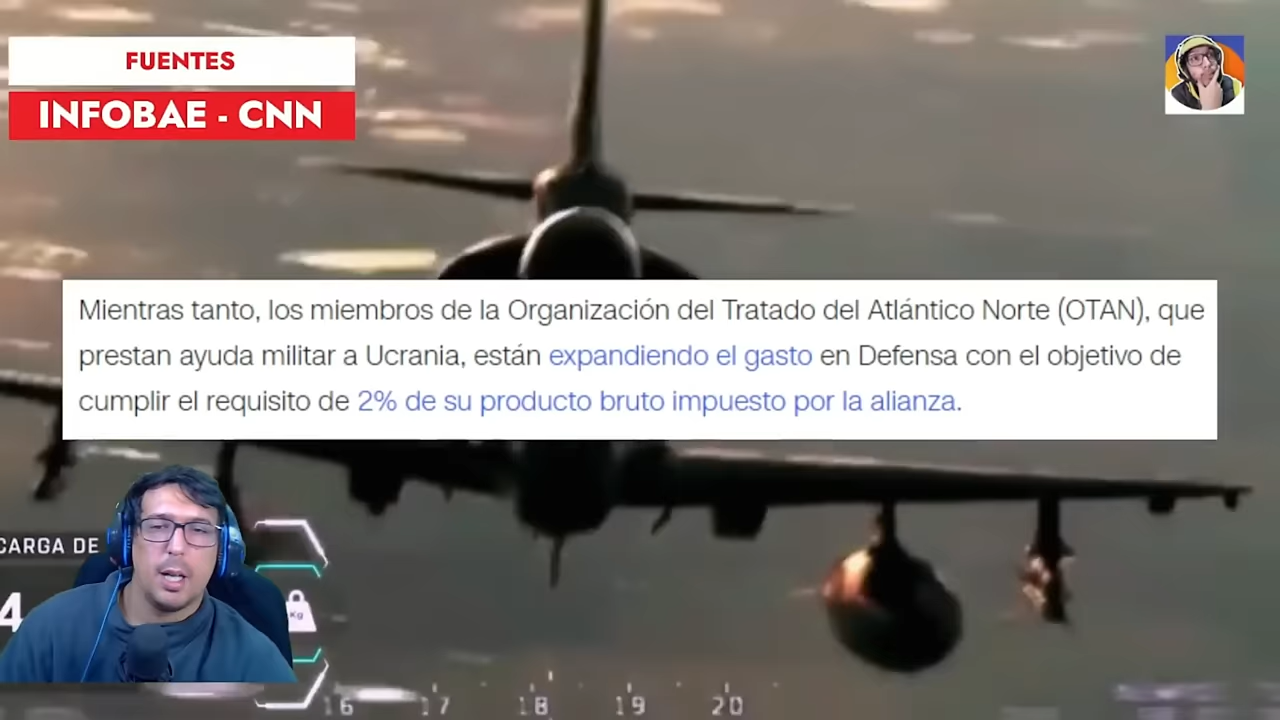 FUENTES
INFOBAE - CNN
Mientras tanto, los miembros de la Organización del Tratado del Atlántico Norte (OTAN), que
prestan ayuda militar a Ucrania, están expandiendo el gasto en Defensa con el objetivo de
cumplir el requisito de 2% de su producto bruto impuesto por la alianza.
CARGA DE
4
Kg
16 17 18 19 20